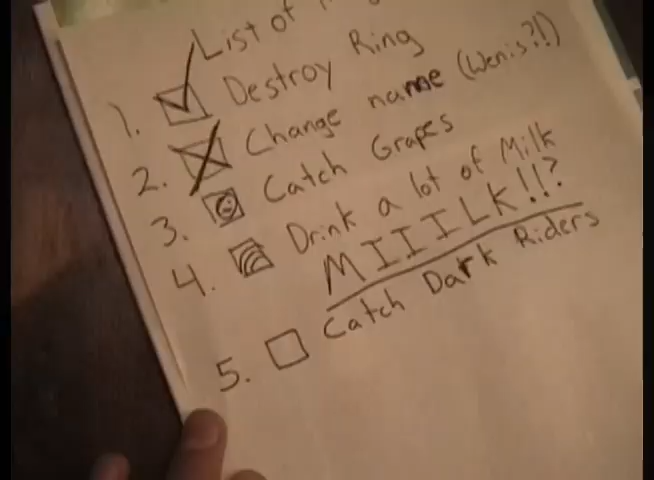 List of
1. Destroy Ring
2. Change name (Wenis?!)
3. Catch Grapes
4. Drink a lot of Milk
MIIILK!!?
5. Catch Dark Riders